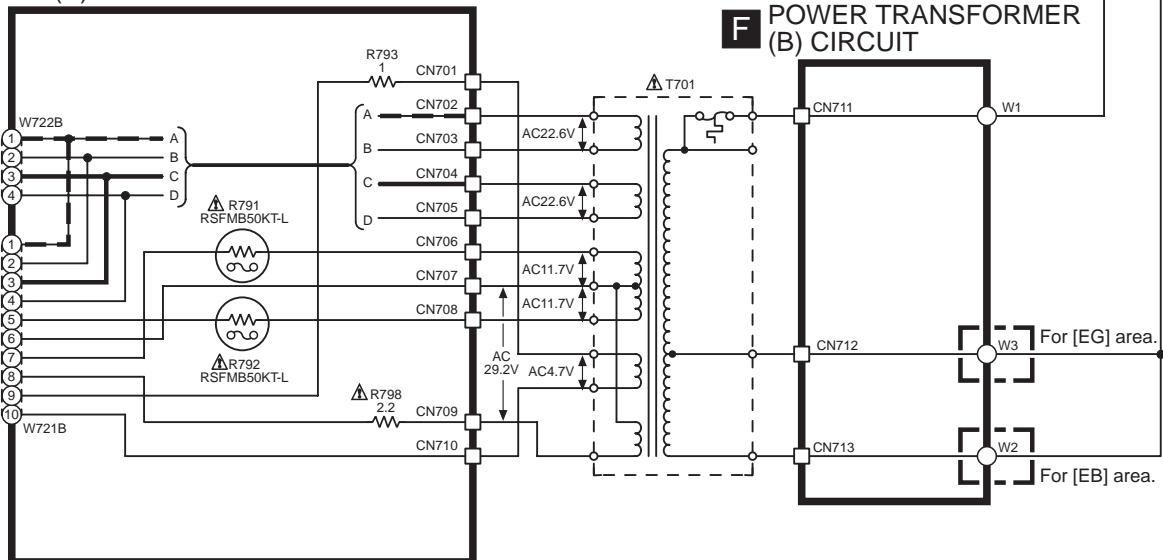 F POWER TRANSFORMER
(B) CIRCUIT
R793
1
CN701
CN702
CN703
CN704
CN705
CN706
CN707
CN708
CN709
CN710
W722B
1
2
3
4
A
B
C
D
A
B
C
D
1
2
3
4
5
6
7
8
9
10
W721B
R791
RSFMB50KT-L
R792
RSFMB50KT-L
R798
2.2
T701
AC22.6V
AC22.6V
AC11.7V
AC11.7V
AC
29.2V
AC4.7V
CN711
W1
CN712
W3
For [EG] area.
CN713
W2
For [EB] area.